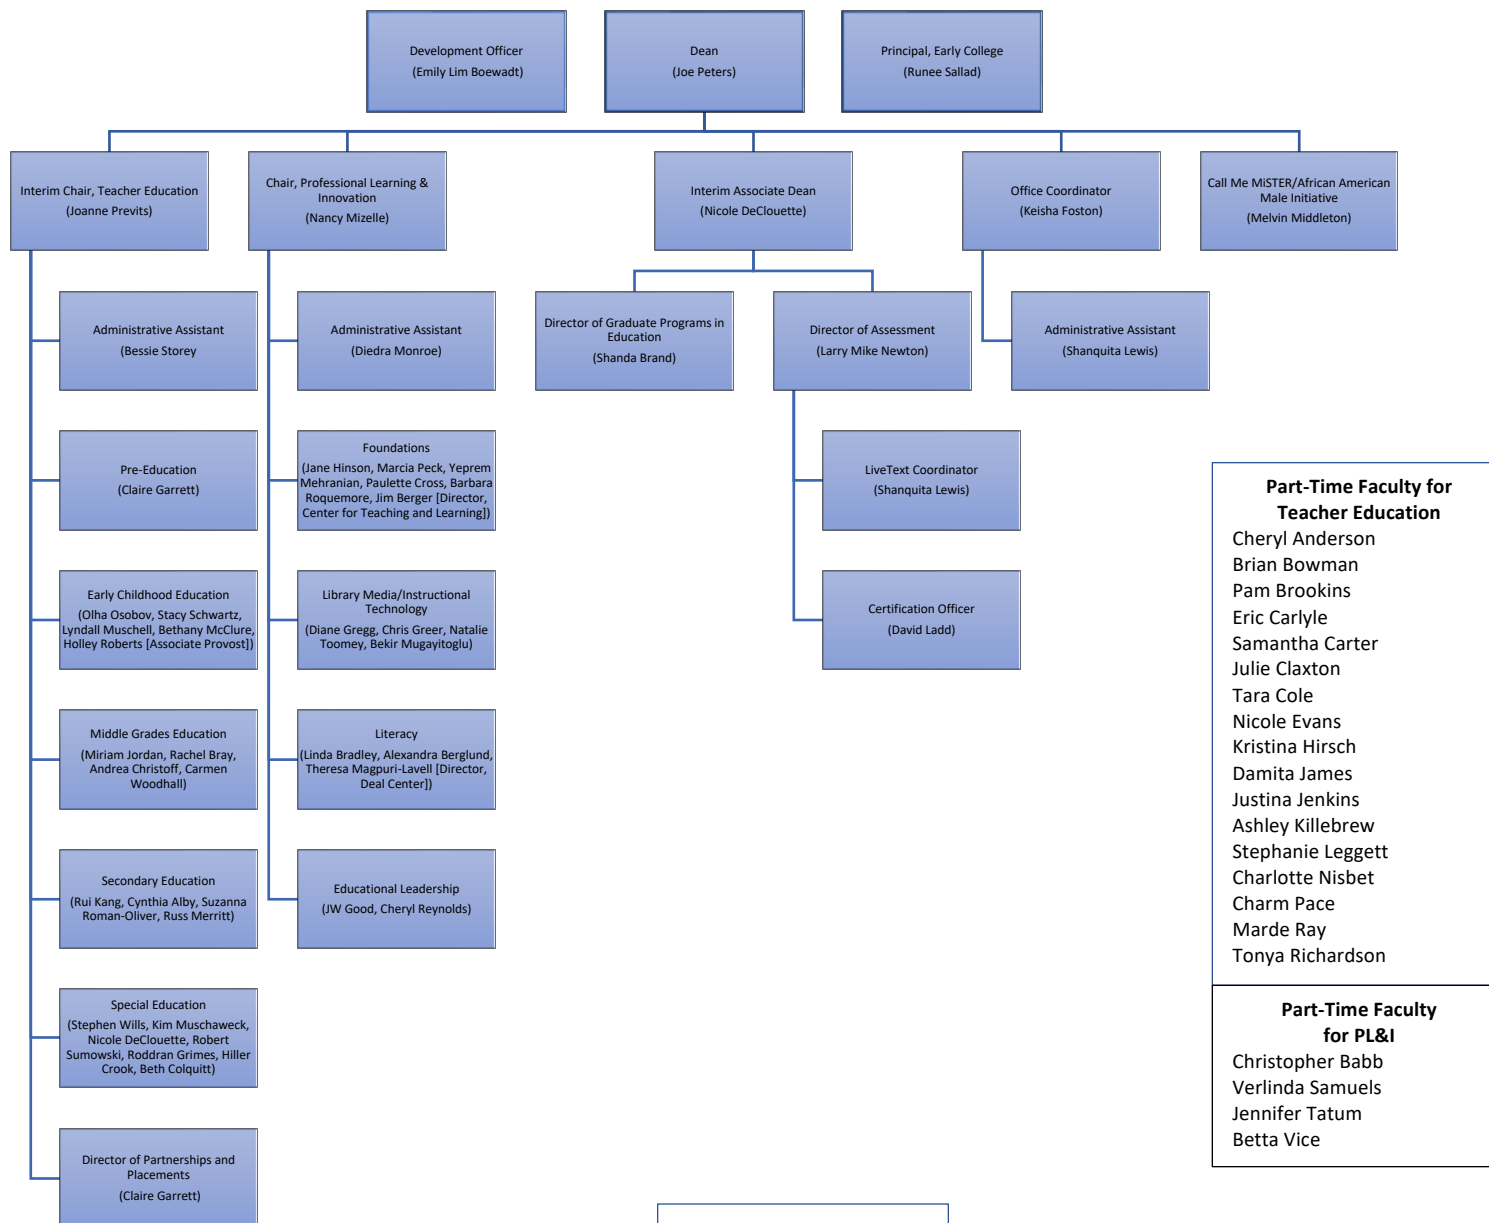 Development Officer
(Emily Lim Boewadt)
Dean
(Joe Peters)
Principal, Early College
(Runee Sallad)
Interim Chair, Teacher Education
(Joanne Previts)
Chair, Professional Learning &
Innovation
(Nancy Mizelle)
Interim Associate Dean
(Nicole DeClouette)
Office Coordinator
(Keisha Foston)
Call Me MiSTER/African American
Male Initiative
(Melvin Middleton)
Administrative Assistant
(Bessie Storey
Administrative Assistant
(Diedra Monroe)
Director of Graduate Programs in
Education
(Shanda Brand)
Director of Assessment
(Larry Mike Newton)
Administrative Assistant
(Shanquita Lewis)
Pre-Education
(Claire Garrett)
Foundations
(Jane Hinson, Marcia Peck, Yeprem
Mehranian, Paulette Cross, Barbara
Roquemore, Jim Berger [Director,
Center for Teaching and Learning])
LiveText Coordinator
(Shanquita Lewis)
Early Childhood Education
(Olha Osobov, Stacy Schwartz,
Lyndall Muschell, Bethany McClure,
Holley Roberts [Associate Provost])
Library Media/Instructional
Technology
(Diane Gregg, Chris Greer, Natalie
Toomey, Bekir Mugayitoglu)
Certification Officer
(David Ladd)
Middle Grades Education
(Miriam Jordan, Rachel Bray,
Andrea Christoff, Carmen
Woodhall)
Literacy
(Linda Bradley, Alexandra Berglund,
Theresa Magpuri-Lavell [Director,
Deal Center])
Secondary Education
(Rui Kang, Cynthia Alby, Suzanna
Roman-Oliver, Russ Merritt)
Educational Leadership
(JW Good, Cheryl Reynolds)
Special Education
(Stephen Wills, Kim Muschaweck,
Nicole DeClouette, Robert
Sumowski, Roddran Grimes, Hiller
Crook, Beth Colquitt)
Director of Partnerships and
Placements
(Claire Garrett)
Part-Time Faculty for
Teacher Education
Cheryl Anderson
Brian Bowman
Pam Brookins
Eric Carlyle
Samantha Carter
Julie Claxton
Tara Cole
Nicole Evans
Kristina Hirsch
Damita James
Justina Jenkins
Ashley Killebrew
Stephanie Leggett
Charlotte Nisbet
Charm Pace
Marde Ray
Tonya Richardson
Part-Time Faculty
for PL&I
Christopher Babb
Verlinda Samuels
Jennifer Tatum
Betta Vice